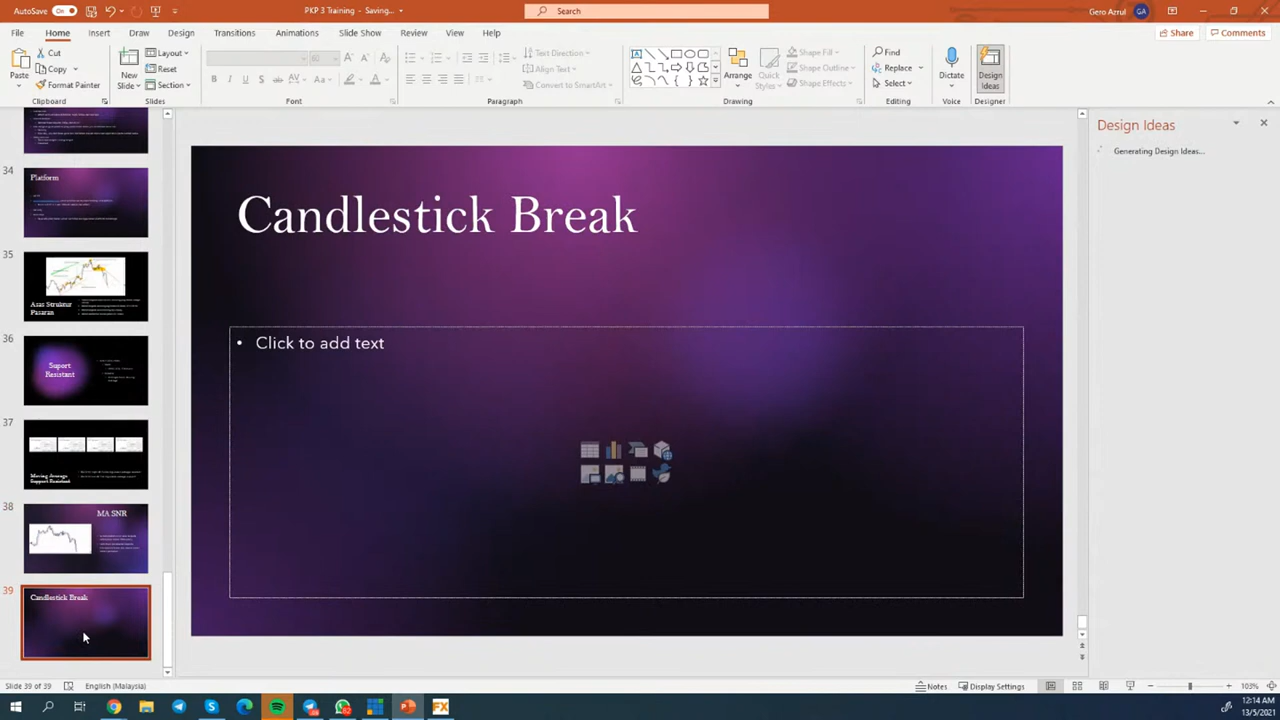 AutoSave
On
PKP 3 Training - Saving...
Search
Gero Azrul
GA
File
Home
Insert
Draw
Design
Transitions
Animations
Slide Show
Review
View
Help
Share
Comments
Paste
Cut
Copy
Format Painter
Clipboard
New
Slide
Layout
Reset
Section
Slides
60
Font
Text Direction
Align Text
Convert to SmartArt
Paragraph
Arrange
Quick
Styles
Shape Fill
Shape Outline
Shape Effects
Drawing
Find
Replace
Select
Editing
Dictate
Voice
Design
Ideas
Designer
34
Platform
35
Asas Struktur
Pasaran
36
Suport
Resistant
37
Moving Average
Support Resistant
38
MA SNR
39
Candlestick Break
Candlestick Break
• Click to add text
Design Ideas
Generating Design Ideas...
Slide 39 of 39
English (Malaysia)
Notes
Display Settings
103%
12:14 AM
13/5/2021